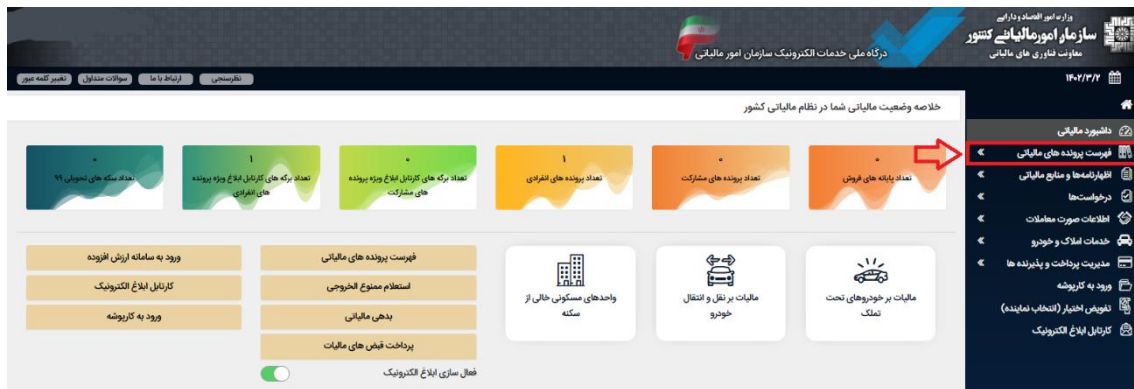 وزارت امور اقتصاد و دارایی
سازمان امور مالیاتی کشور
معاونت فناوری های مالیاتی
درگاه ملی خدمات الکترونیک سازمان امور مالیاتی
۱۴۰۲/۳/۲
نظرسنجی
ارتباط با ما
سوالات متداول
تغییر کلمه عبور
داشبورد مالیاتی
فهرست پرونده های مالیاتی
اظهارنامه‌ها و منابع مالیاتی
درخواست‌ها
اطلاعات صورت معاملات
خدمات املاک و خودرو
مدیریت پرداخت و پذیرنده ها
ورود به کارپوشه
تفویض اختیار (انتخاب نماینده)
کارتابل ابلاغ الکترونیک
خلاصه وضعیت مالیاتی شما در نظام مالیاتی کشور
۰
تعداد پایانه های فروش
۰
تعداد پرونده های مشارکت
۱
تعداد پرونده های انفرادی
۰
تعداد برگه های کارتابل ابلاغ ویژه پرونده
های مشارکت
۱
تعداد برگه های کارتابل ابلاغ ویژه پرونده
های انفرادی
۰
تعداد سکه های تحویلی ۹۹
مالیات بر خودروهای تحت
تملک
مالیات بر نقل و انتقال
خودرو
واحدهای مسکونی خالی از
سکنه
فهرست پرونده های مالیاتی
استعلام ممنوع الخروجی
بدهی مالیاتی
پرداخت قبض های مالیات
فعال سازی ابلاغ الکترونیک
ورود به سامانه ارزش افزوده
کارتابل ابلاغ الکترونیک
ورود به کارپوشه